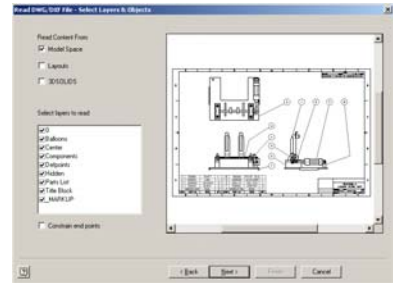 Read DWG/DXF File - Select Layers & Objects
Read Content From:
Model Space
Layouts
3DSOLIDS
Select layers to read
0
Balloons
Center
Components
Defpoints
Hidden
Parts List
Title Block
_MARKUP
Constrain end points
< Back
Next >
Finish
Cancel